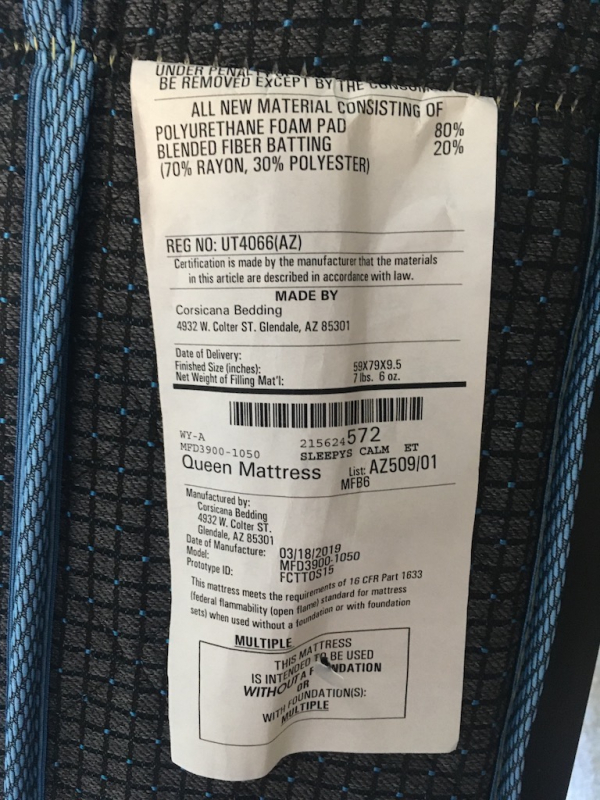 UNDER PENAL
BE REMOVED EXCEPT BY THE CONSUM
ALL NEW MATERIAL CONSISTING OF
POLYURETHANE FOAM PAD 80%
BLENDED FIBER BATTING 20%
(70% RAYON, 30% POLYESTER)
REG NO: UT4066(AZ)
Certification is made by the manufacturer that the materials
in this article are described in accordance with law.
MADE BY
Corsicana Bedding
4932 W. Colter ST. Glendale, AZ 85301
Date of Delivery:
Finished Size (inches): 59X79X9.5
Net Weight of Filling Mat'l: 7 lbs. 6 oz.
WY-A 215624572
MFD3900-1050 SLEEPYS CALM ET
Queen Mattress List: AZ509/01
MFB6
Manufactured by:
Corsicana Bedding
4932 W. Colter ST.
Glendale, AZ 85301
Date of Manufacture: 03/18/2019
Model: MFD3900-1050
Prototype ID: FCTT0S15
This mattress meets the requirements of 16 CFR Part 1633
(federal flammability (open flame) standard for mattress
sets) when used without a foundation or with foundation
MULTIPLE
THIS MATTRESS
IS INTENDED TO BE USED
WITHOUT A F NDATION
OR
WITH FOUNDATION(S):
MULTIPLE